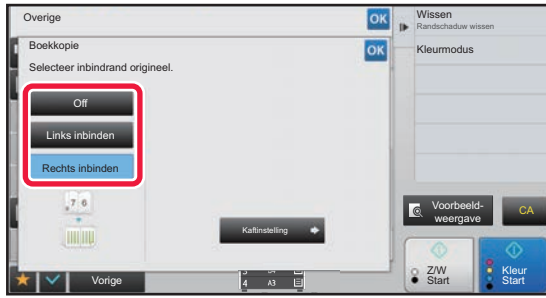 Overige
OK
Boekkopie
OK
Selecteer inbindrand origineel.
Off
Links inbinden
Rechts inbinden
7 6
Kaftinstelling
Vorige
4 A3
Wissen
Randschaduw wissen
Kleurmodus
Voorbeeld-
weergave
CA
Z/W
Start
Kleur
Start